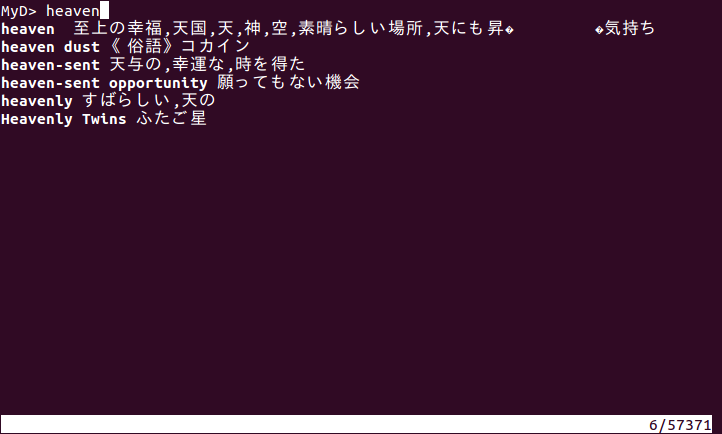 MyD> heaven
heaven 至上の幸福,天国,天,神,空,素晴らしい場所,天にも昇� �気持ち
heaven dust《 俗語》コカイン
heaven-sent 天与の,幸運な,時を得た
heaven-sent opportunity 願ってもない機会
heavenly すばらしい,天の
Heavenly Twins ふたご星
6/57371